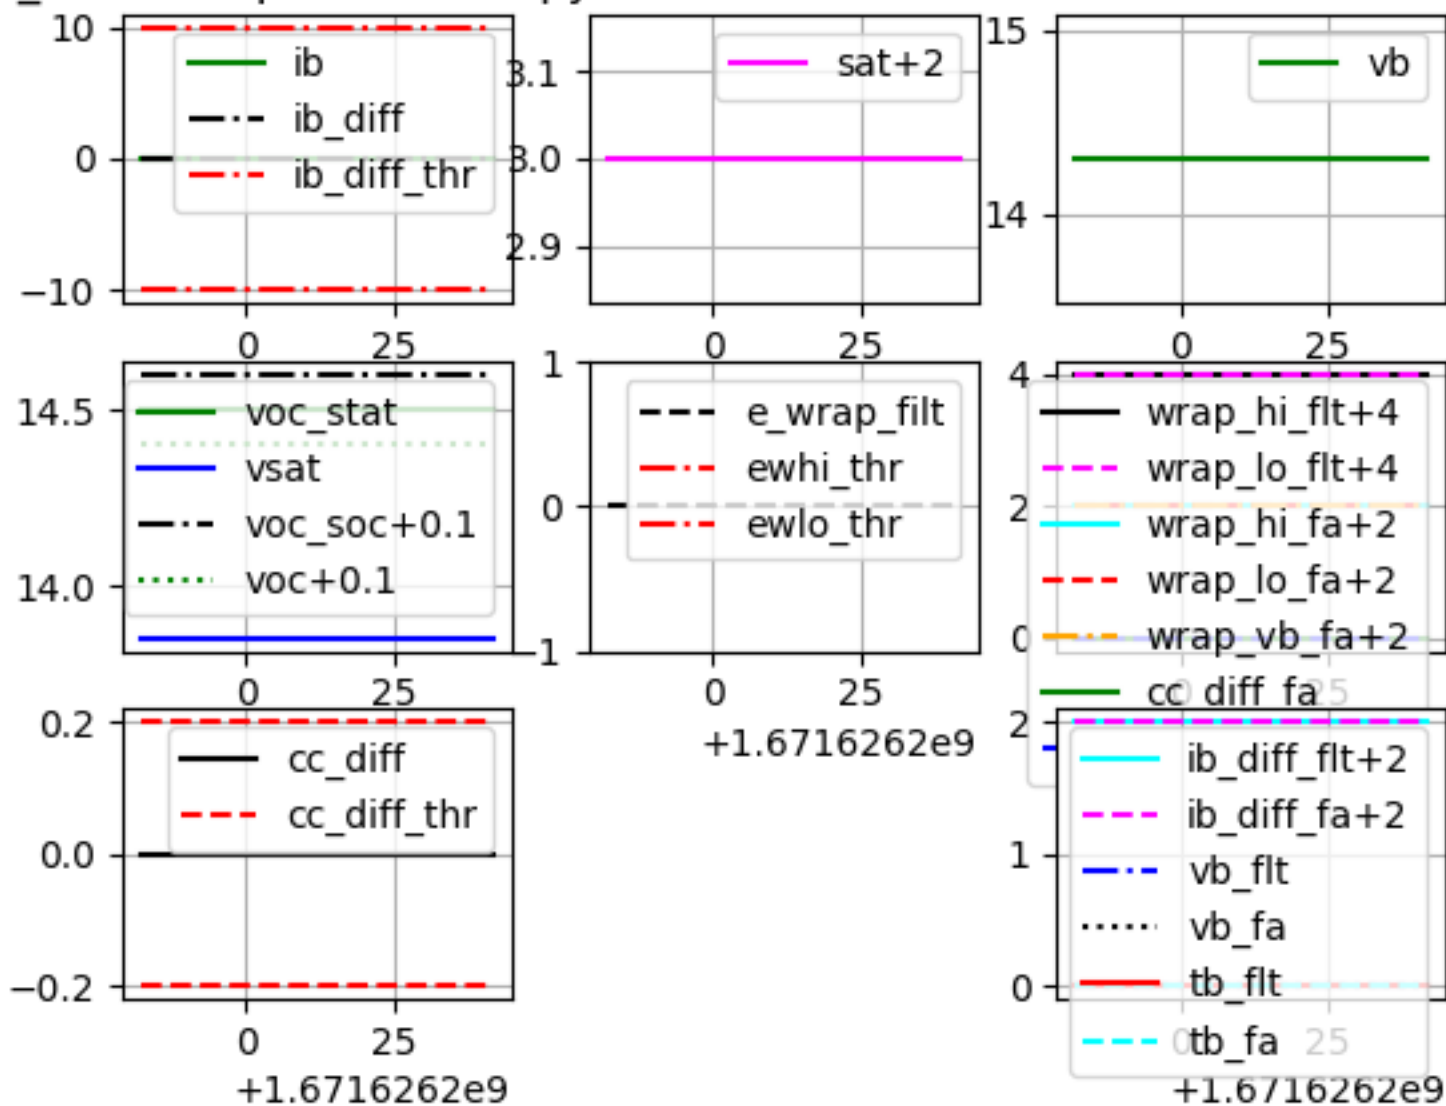 10
0
−10
ib
ib_diff
ib_diff_thr
0 25
3.1
3.0
2.9
sat+2
0 25
15
14
vb
0 25
14.5
14.0
voc_stat
vsat
voc_soc+0.1
voc+0.1
0 25
1
0
−1
e_wrap_filt
ewhi_thr
ewlo_thr
0 25
+1.6716262e9
4
2
0
wrap_hi_flt+4
wrap_lo_flt+4
wrap_hi_fa+2
wrap_lo_fa+2
wrap_vb_fa+2
cc_diff_fa
0 25
0.2
0.0
−0.2
cc_diff
cc_diff_thr
0 25
+1.6716262e9
2
1
0
ib_diff_flt+2
ib_diff_fa+2
vb_flt
vb_fa
tb_flt
tb_fa
0 25
+1.6716262e9